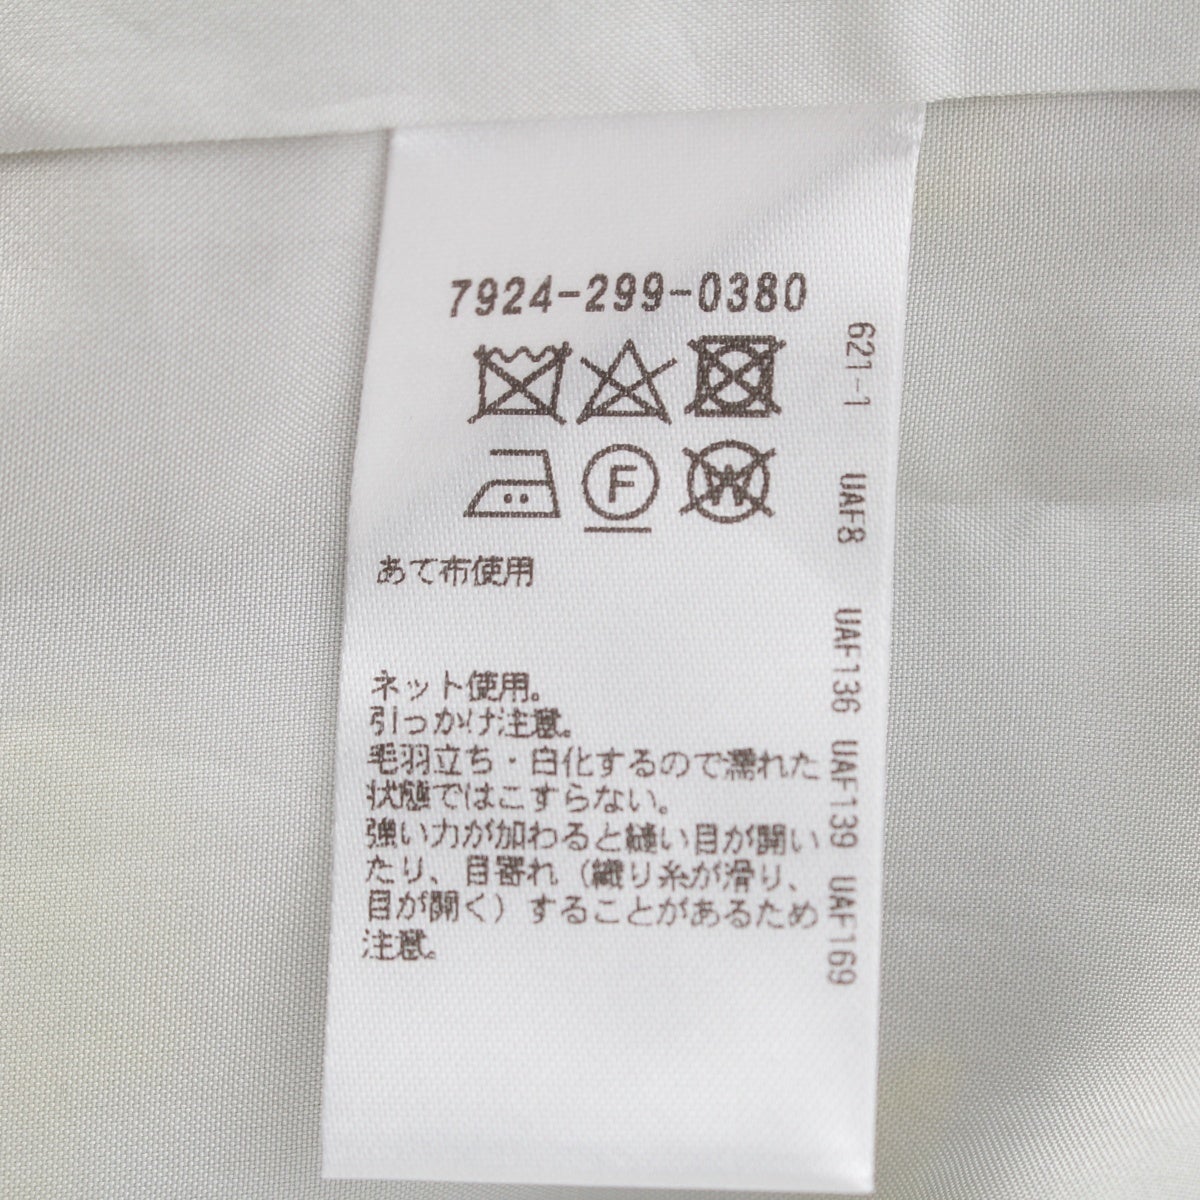 7924-299-0380
F
W
あて布使用
ネット使用。
引っかけ注意。
毛羽立ち・白化するので濡れた
状態ではこすらない。
強い力が加わると縫い目が開い
たり、目寄れ（織り糸が滑り、
目が開く）することがあるため
注意。
621-1 UAF8 UAF136 UAF139 UAF169